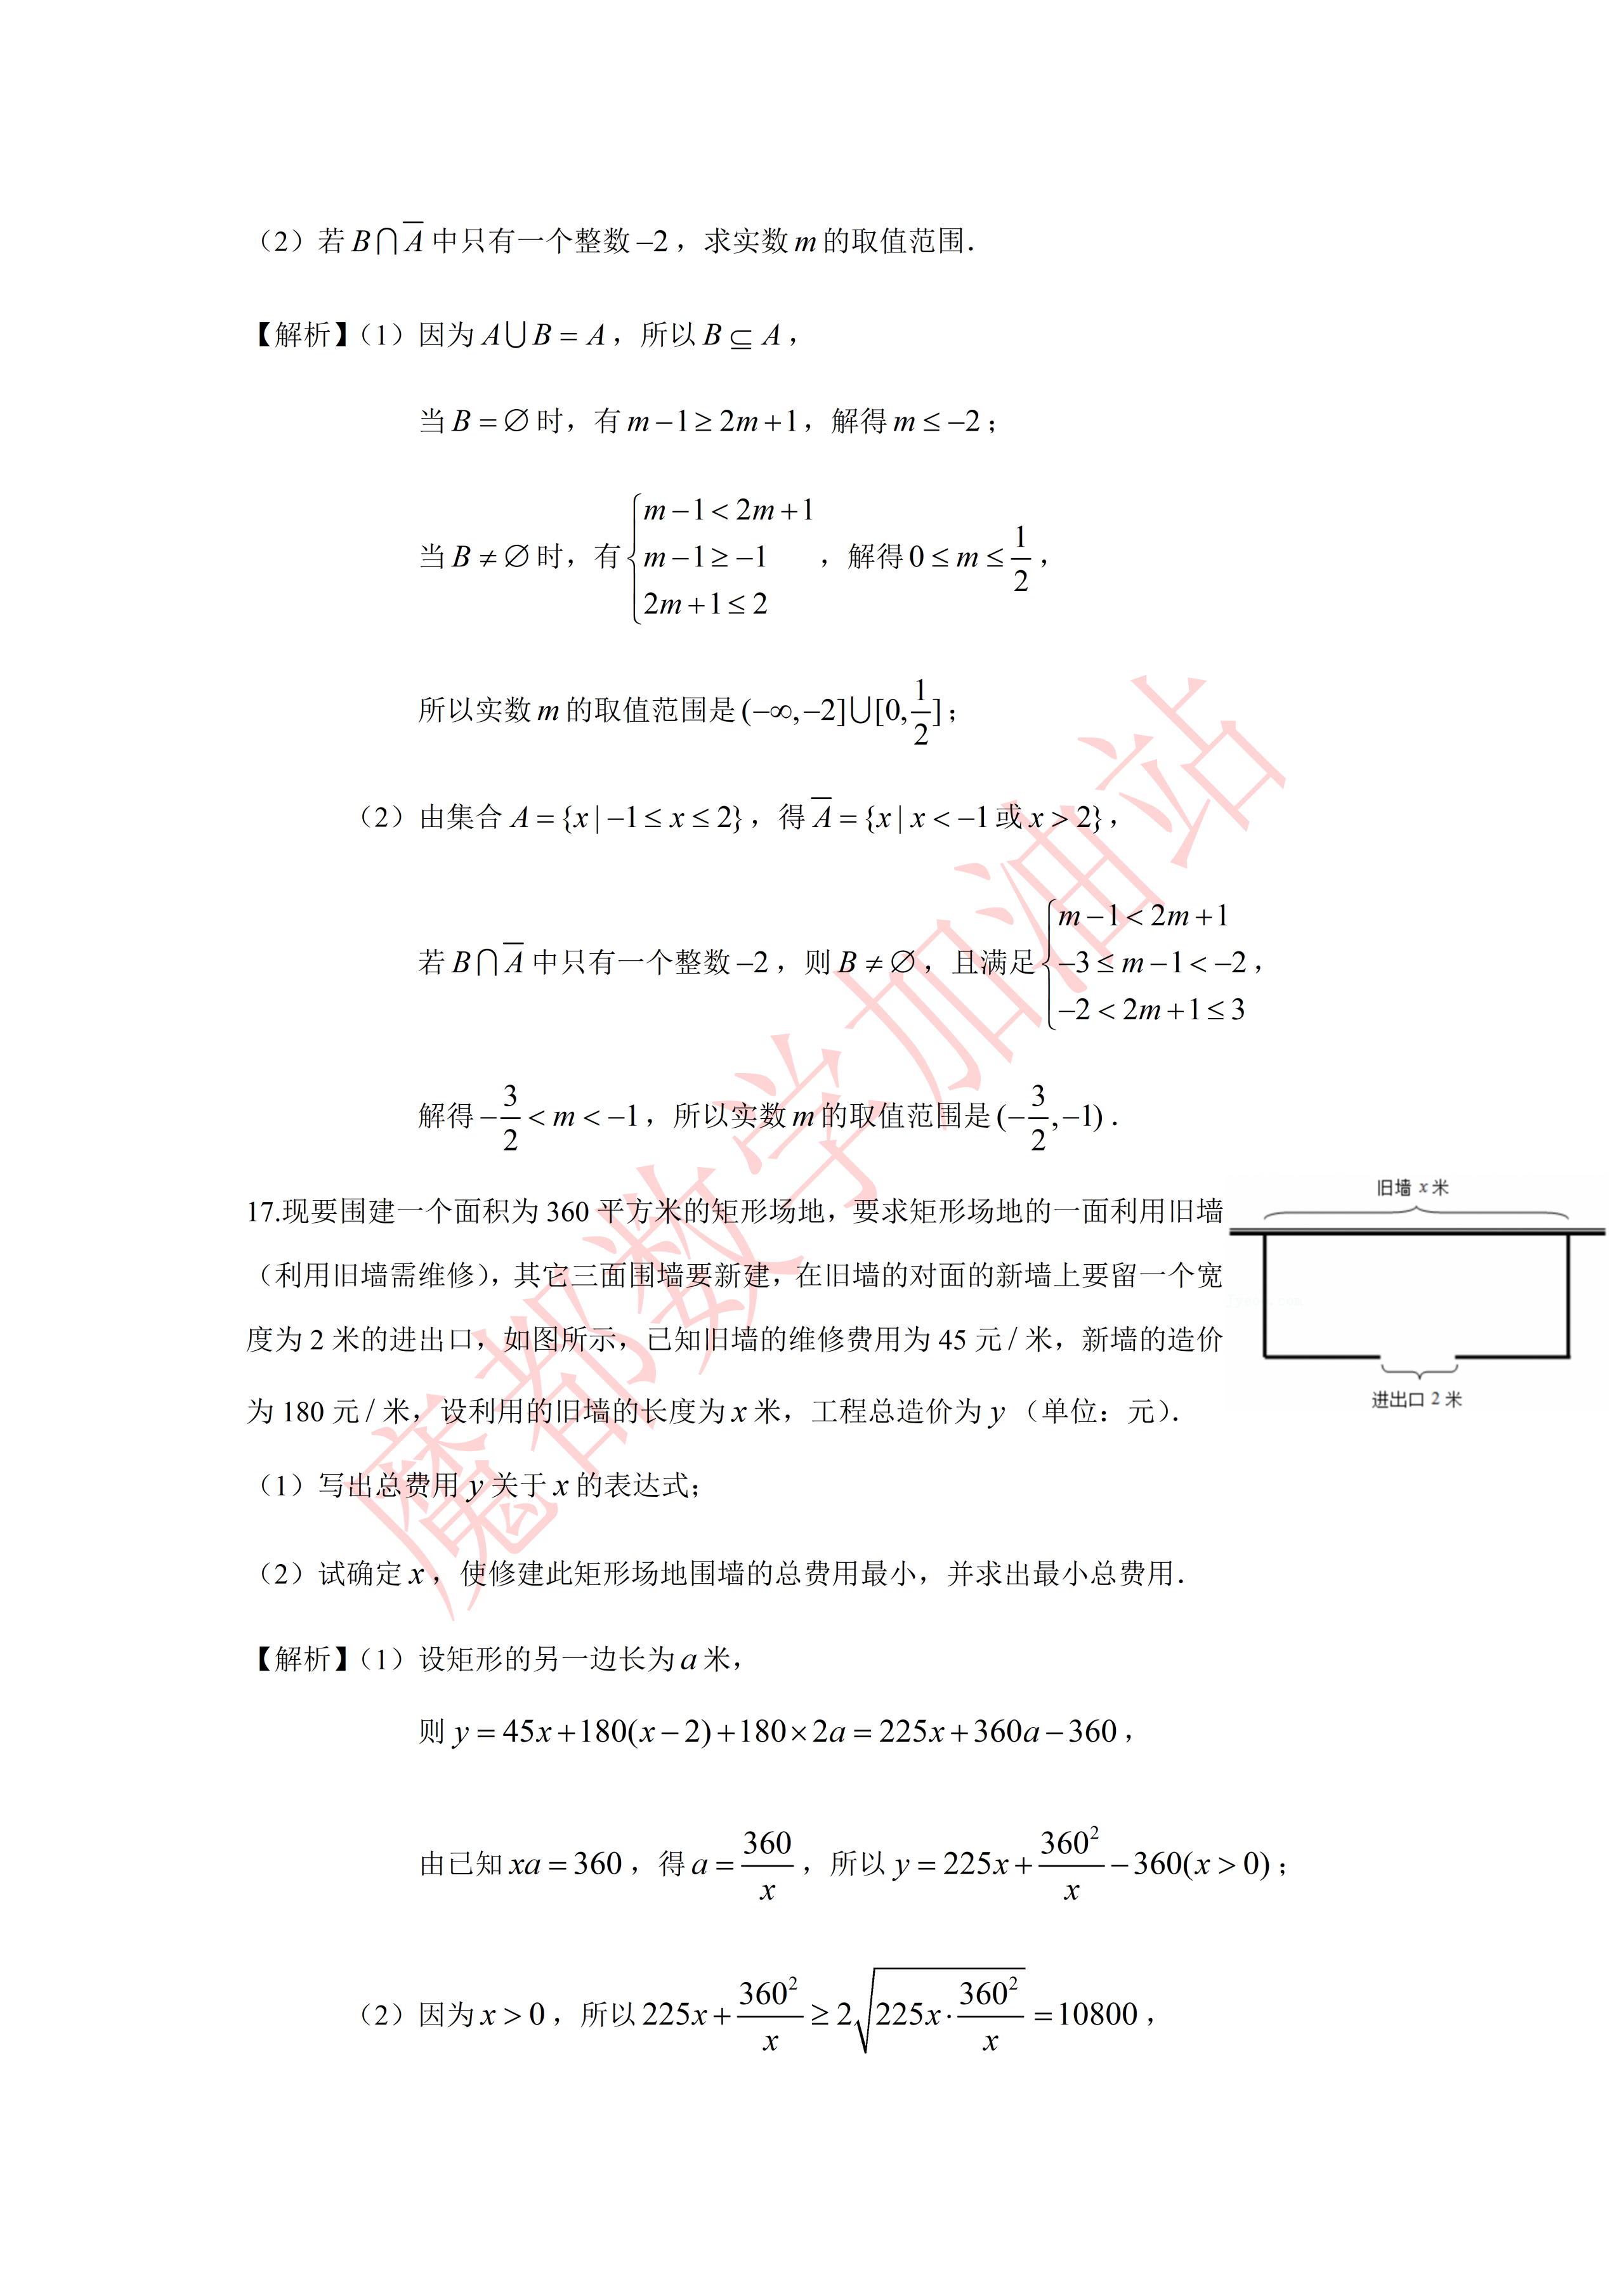 （2）若 B⋂A̅ 中只有一个整数 −2，求实数 m 的取值范围．
【解析】（1）因为 A⋃B = A，所以 B ⊆ A，
当 B = ∅ 时，有 m−1 ≥ 2m+1，解得 m ≤ −2；
当 B ≠ ∅ 时，有 { m−1 < 2m+1, m−1 ≥ −1, 2m+1 ≤ 2 ，解得 0 ≤ m ≤ 1/2，
所以实数 m 的取值范围是 (−∞,−2]⋃[0, 1/2]；
（2）由集合 A = {x | −1 ≤ x ≤ 2}，得 A̅ = {x | x < −1 或 x > 2}，
若 B⋂A̅ 中只有一个整数 −2，则 B ≠ ∅，且满足 { m−1 < 2m+1, −3 ≤ m−1 < −2, −2 < 2m+1 ≤ 3 ，
解得 −3/2 < m < −1，所以实数 m 的取值范围是 (−3/2, −1)．
17.现要围建一个面积为 360 平方米的矩形场地，要求矩形场地的一面利用旧墙
（利用旧墙需维修），其它三面围墙要新建，在旧墙的对面的新墙上要留一个宽
度为 2 米的进出口，如图所示，已知旧墙的维修费用为 45 元 / 米，新墙的造价
为 180 元 / 米，设利用的旧墙的长度为 x 米，工程总造价为 y（单位：元）．
旧墙 x 米
进出口 2 米
（1）写出总费用 y 关于 x 的表达式；
（2）试确定 x，使修建此矩形场地围墙的总费用最小，并求出最小总费用．
【解析】（1）设矩形的另一边长为 a 米，
则 y = 45x+180(x−2)+180×2a = 225x+360a−360，
由已知 xa = 360，得 a = 360/x，所以 y = 225x + 360²/x − 360(x > 0)；
（2）因为 x > 0，所以 225x + 360²/x ≥ 2√(225x · 360²/x) = 10800，
魔都数学加油站